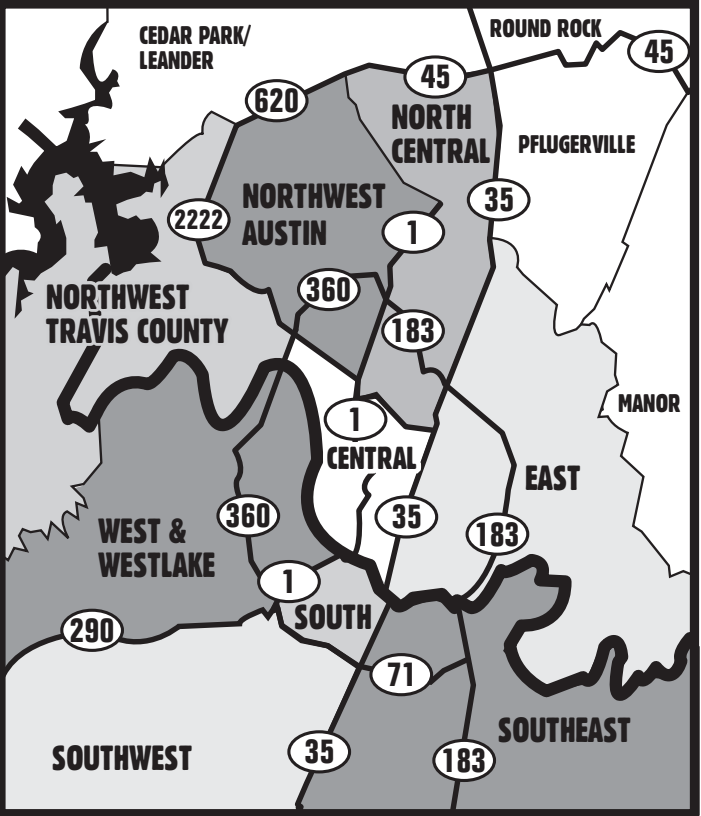 CEDAR PARK/
LEANDER
ROUND ROCK
45
45
620
NORTH
CENTRAL
PFLUGERVILLE
NORTHWEST
AUSTIN
35
2222
1
360
NORTHWEST
TRAVIS COUNTY
183
MANOR
1
CENTRAL
EAST
360
35
183
WEST &
WESTLAKE
1
SOUTH
290
71
SOUTHEAST
SOUTHWEST
35
183